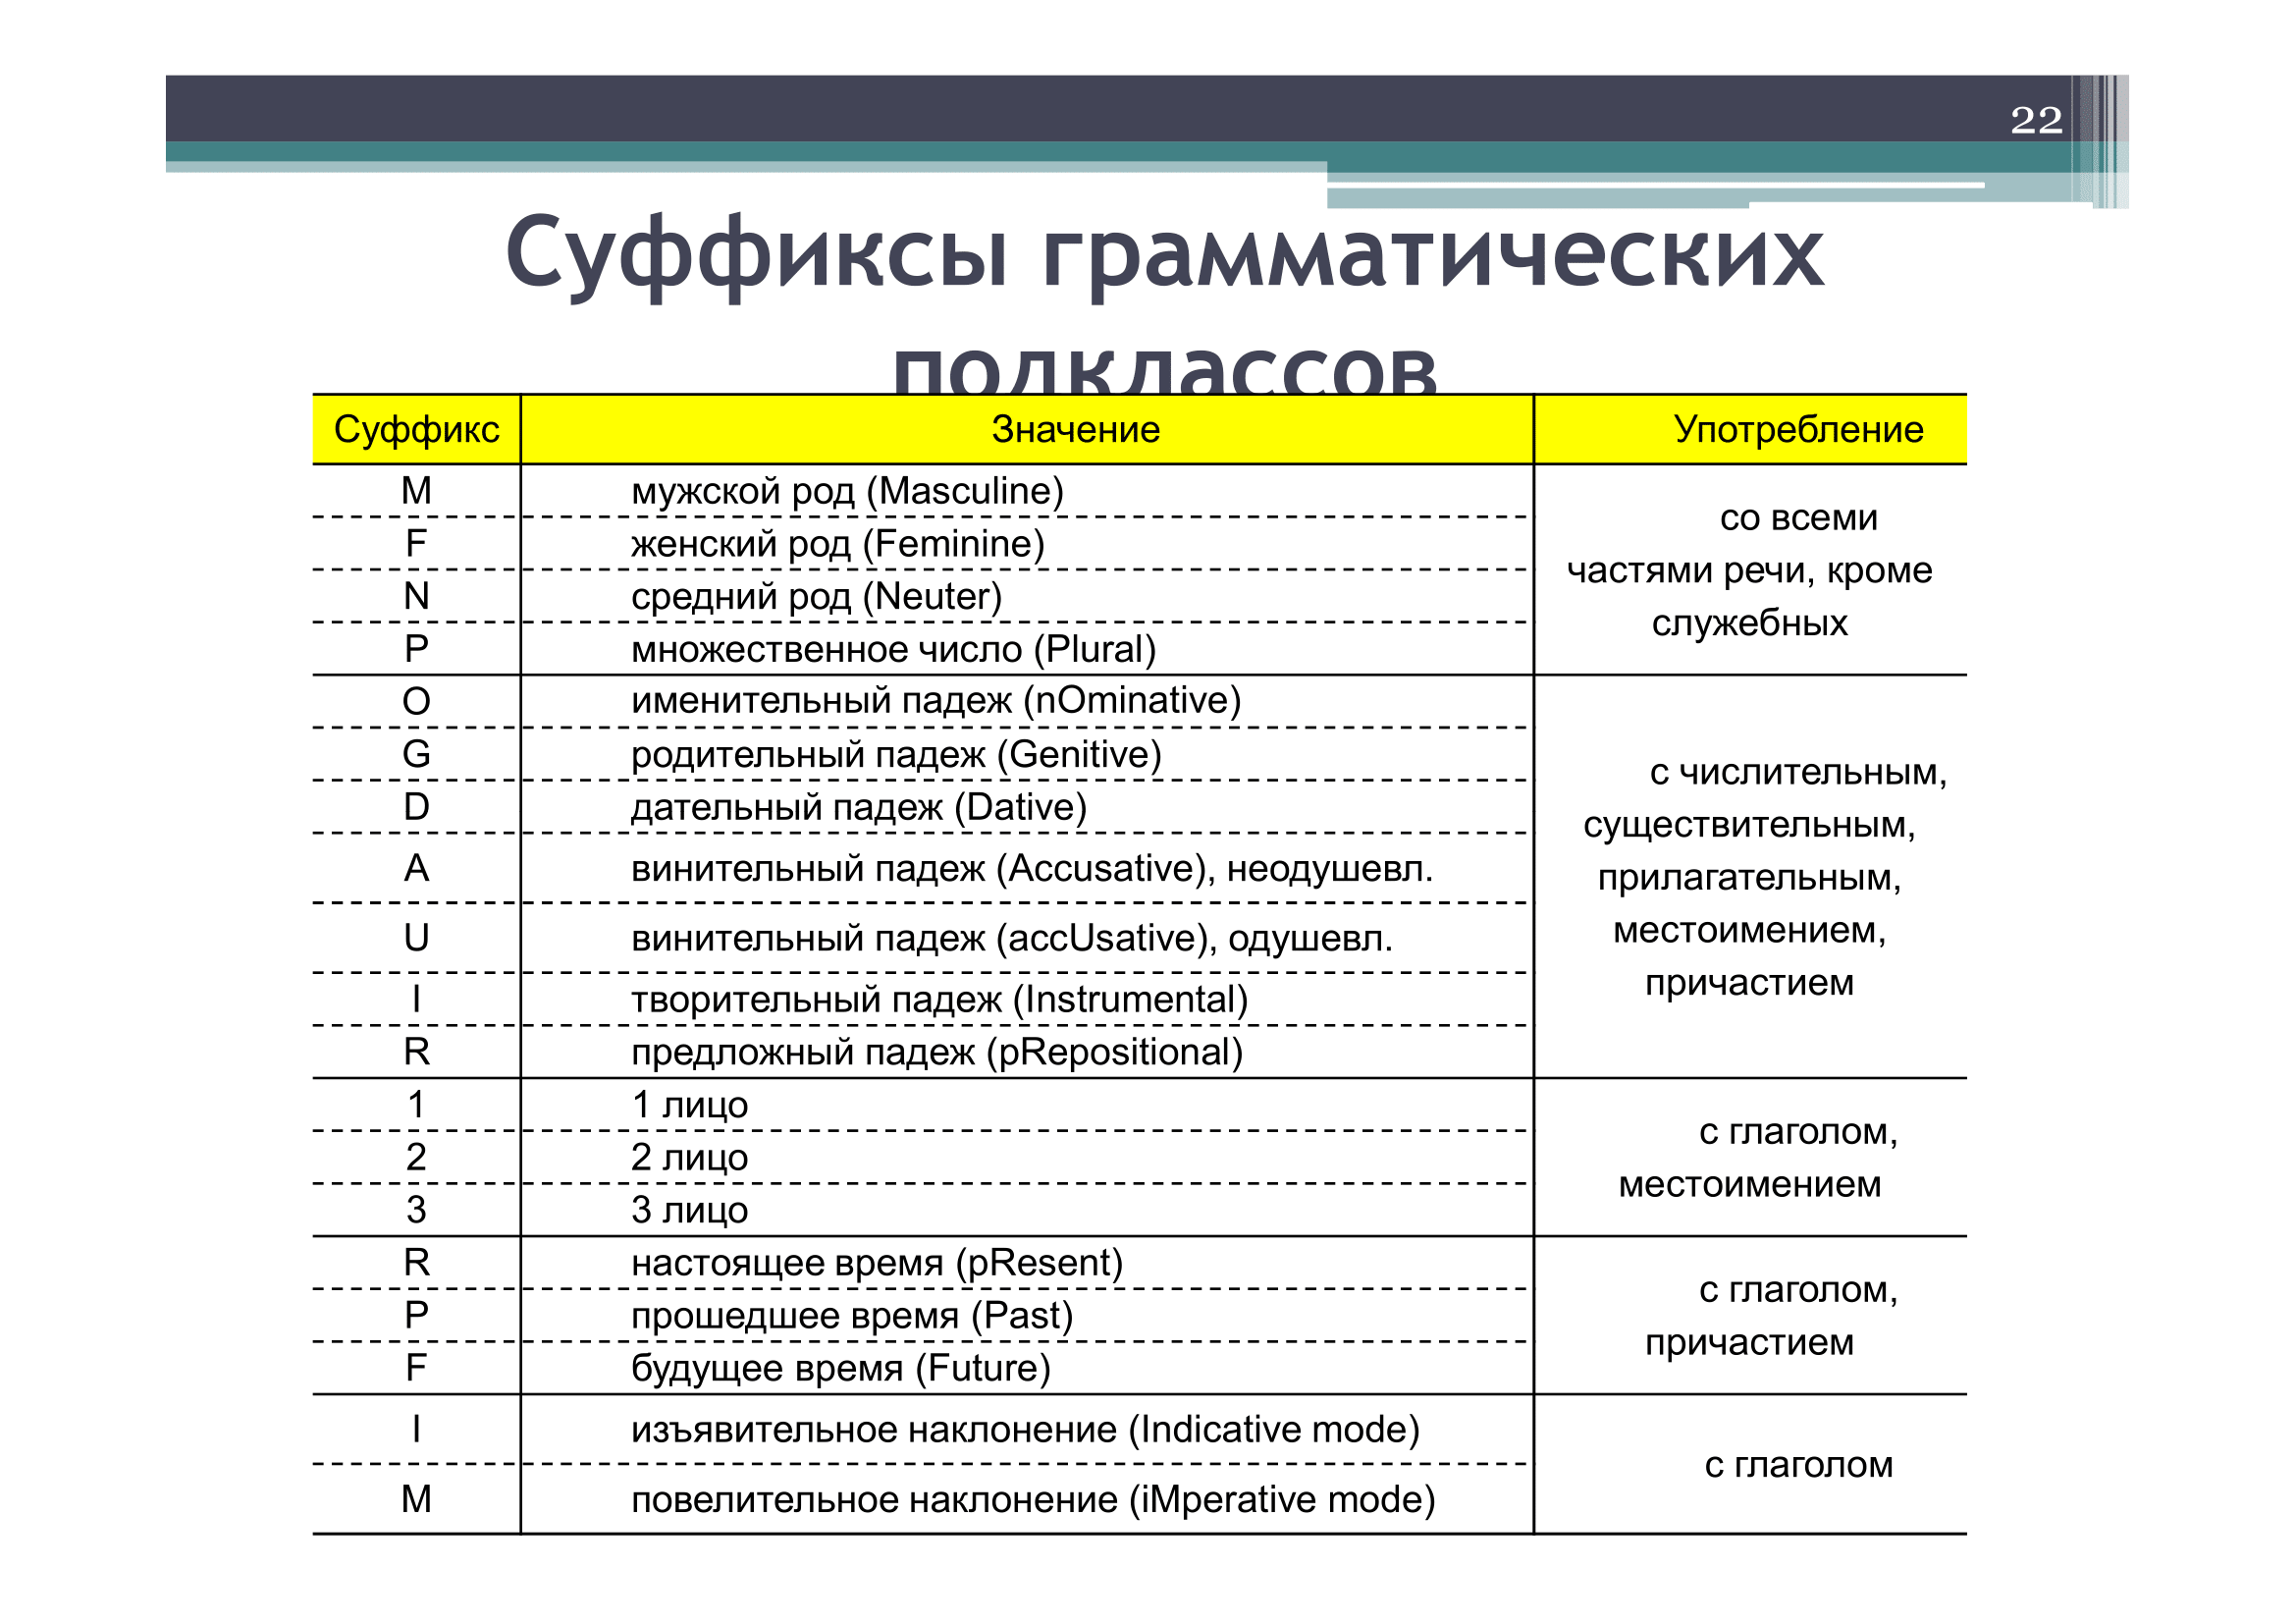 22
Суффиксы грамматических
подклассов
Суффикс Значение Употребление
M мужской род (Masculine)
F женский род (Feminine)
N средний род (Neuter)
P множественное число (Plural)
со всеми
частями речи, кроме
служебных
O именительный падеж (nOminative)
G родительный падеж (Genitive)
D дательный падеж (Dative)
A винительный падеж (Accusative), неодушевл.
U винительный падеж (accUsative), одушевл.
I творительный падеж (Instrumental)
R предложный падеж (pRepositional)
с числительным,
существительным,
прилагательным,
местоимением,
причастием
1 1 лицо
2 2 лицо
3 3 лицо
с глаголом,
местоимением
R настоящее время (pResent)
P прошедшее время (Past)
F будущее время (Future)
с глаголом,
причастием
I изъявительное наклонение (Indicative mode)
M повелительное наклонение (iMperative mode)
с глаголом